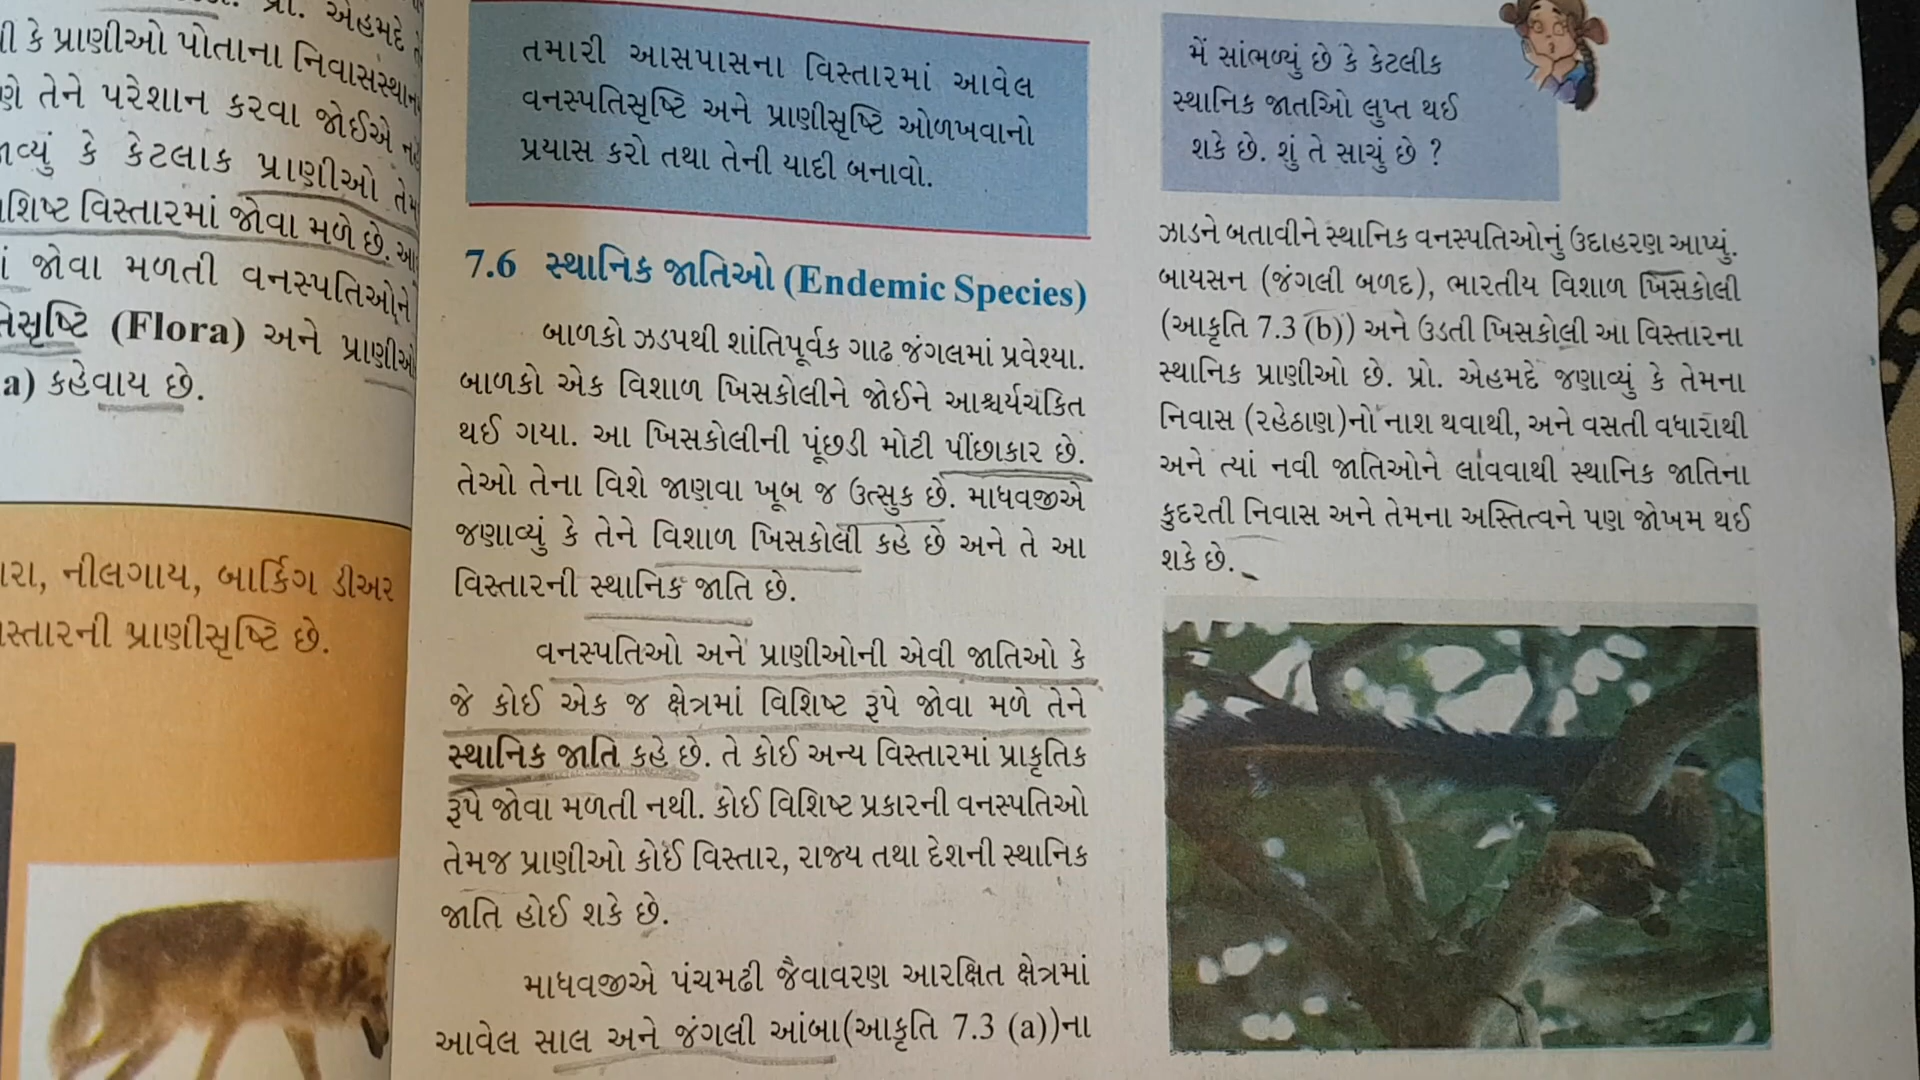 પ્રો. એહમદે
કે પ્રાણીઓ પોતાના નિવાસસ્થાન
તેને પરેશાન કરવા જોઈએ
કે કેટલાક પ્રાણીઓ તેમ
વિસ્તારમાં જોવા મળે છે. આ
જોવા મળતી વનસ્પતિઓને
(Flora) અને પ્રાણીઓ
a) કહેવાય છે.
નીલગાય, બાર્કિંગ ડીઅર
પ્રાણીસૃષ્ટિ છે.
તમારી આસપાસના વિસ્તારમાં આવેલ
વનસ્પતિસૃષ્ટિ અને પ્રાણીસૃષ્ટિ ઓળખવાનો
પ્રયાસ કરો તથા તેની યાદી બનાવો.
7.6 સ્થાનિક જાતિઓ (Endemic Species)
બાળકો ઝડપથી શાંતિપૂર્વક ગાઢ જંગલમાં પ્રવેશ્યા.
બાળકો એક વિશાળ ખિસકોલીને જોઈને આશ્ચર્યચકિત
થઈ ગયા. આ ખિસકોલીની પૂંછડી મોટી પીંછાકાર છે.
તેઓ તેના વિશે જાણવા ખૂબ જ ઉત્સુક છે. માધવજીએ
જણાવ્યું કે તેને વિશાળ ખિસકોલી કહે છે અને તે આ
વિસ્તારની સ્થાનિક જાતિ છે.
વનસ્પતિઓ અને પ્રાણીઓની એવી જાતિઓ કે
જે કોઈ એક જ ક્ષેત્રમાં વિશિષ્ટ રૂપે જોવા મળે તેને
સ્થાનિક જાતિ કહે છે. તે કોઈ અન્ય વિસ્તારમાં પ્રાકૃતિક
રૂપે જોવા મળતી નથી. કોઈ વિશિષ્ટ પ્રકારની વનસ્પતિઓ
તેમજ પ્રાણીઓ કોઈ વિસ્તાર, રાજ્ય તથા દેશની સ્થાનિક
જાતિ હોઈ શકે છે.
માધવજીએ પંચમઢી જૈવાવરણ આરક્ષિત ક્ષેત્રમાં
આવેલ સાલ અને જંગલી આંબા(આકૃતિ 7.3 (a))ના
મેં સાંભળ્યું છે કે કેટલીક
સ્થાનિક જાતિઓ લુપ્ત થઈ
શકે છે. શું તે સાચું છે ?
ઝાડને બતાવીને સ્થાનિક વનસ્પતિઓનું ઉદાહરણ આપ્યું.
બાયસન (જંગલી બળદ), ભારતીય વિશાળ ખિસકોલી
(આકૃતિ 7.3 (b)) અને ઉડતી ખિસકોલી આ વિસ્તારના
સ્થાનિક પ્રાણીઓ છે. પ્રો. એહમદે જણાવ્યું કે તેમના
નિવાસ (રહેઠાણ)નો નાશ થવાથી, અને વસતી વધારાથી
અને ત્યાં નવી જાતિઓને લાવવાથી સ્થાનિક જાતિના
કુદરતી નિવાસ અને તેમના અસ્તિત્વને પણ જોખમ થઈ
શકે છે.